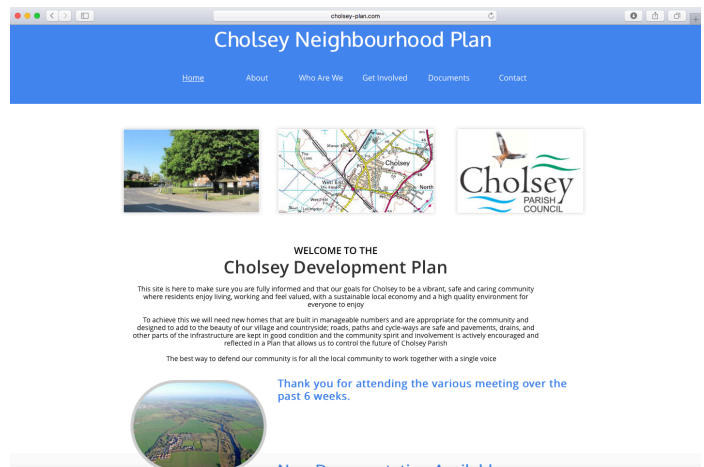 cholsey-plan.com
Cholsey Neighbourhood Plan
Home About Who Are We Get Involved Documents Contact
Cholsey
West End
North
Cholsey
PARISH
COUNCIL
WELCOME TO THE
Cholsey Development Plan
This site is here to make sure you are fully informed and that our goals for Cholsey to be a vibrant, safe and caring community
where residents enjoy living, working and feel valued, with a sustainable local economy and a high quality environment for
everyone to enjoy
To achieve this we will need new homes that are built in manageable numbers and are appropriate for the community and
designed to add to the beauty of our village and countryside; roads, paths and cycle-ways are safe and pavements, drains, and
other parts of the infrastructure are kept in good condition and the community spirit and involvement is actively encouraged and
reflected in a Plan that allows us to control the future of Cholsey Parish
The best way to defend our community is for all the local community to work together with a single voice
Thank you for attending the various meeting over the
past 6 weeks.